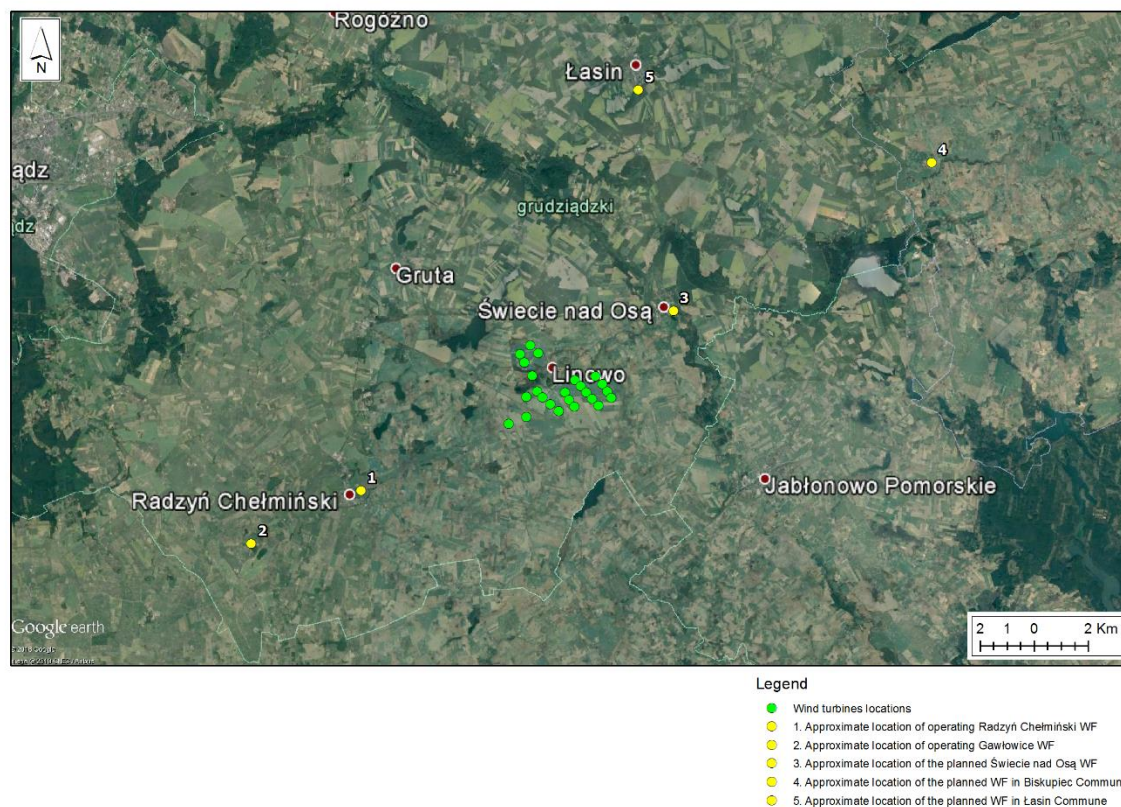 Rogóźno
N
Łasin
5
4
ądz
grudziądzki
ądz
Gruta
Świecie nad Osą
3
Linowo
1
Radzyń Chełmiński
Jabłonowo Pomorskie
2
Google earth
2 1 0 2 Km
Legend
Wind turbines locations
1. Approximate location of operating Radzyń Chełmiński WF
2. Approximate location of operating Gawłowice WF
3. Approximate location of the planned Świecie nad Osą WF
4. Approximate location of the planned WF in Biskupiec Commun
5. Approximate location of the planned WF in Łasin Commune